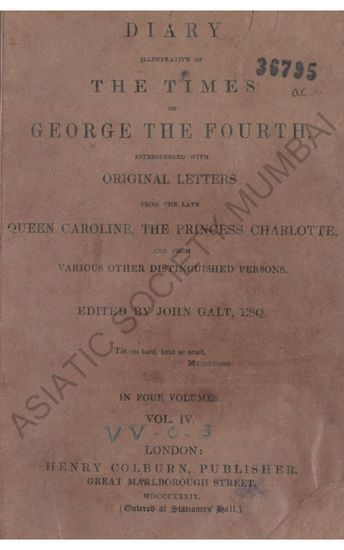 DIARY
ILLUSTRATIVE OF
THE TIMES
OF
GEORGE THE FOURTH,
INTERSPERSED WITH
ORIGINAL LETTERS
FROM THE LATE
QUEEN CAROLINE, THE PRINCESS CHARLOTTE,
AND FROM
VARIOUS OTHER DISTINGUISHED PERSONS.
EDITED BY JOHN GALT, ESQ.
Tôt ou tard, tout se sçait.
MAINTENON.
IN FOUR VOLUMES.
VOL. IV.
VV-C-3
LONDON:
HENRY COLBURN, PUBLISHER,
GREAT MARLBOROUGH STREET,
MDCCCXXXIX.
[Entered at Stationers' Hall.]
36795
ac
ASIATIC SOCIETY MUMBAI